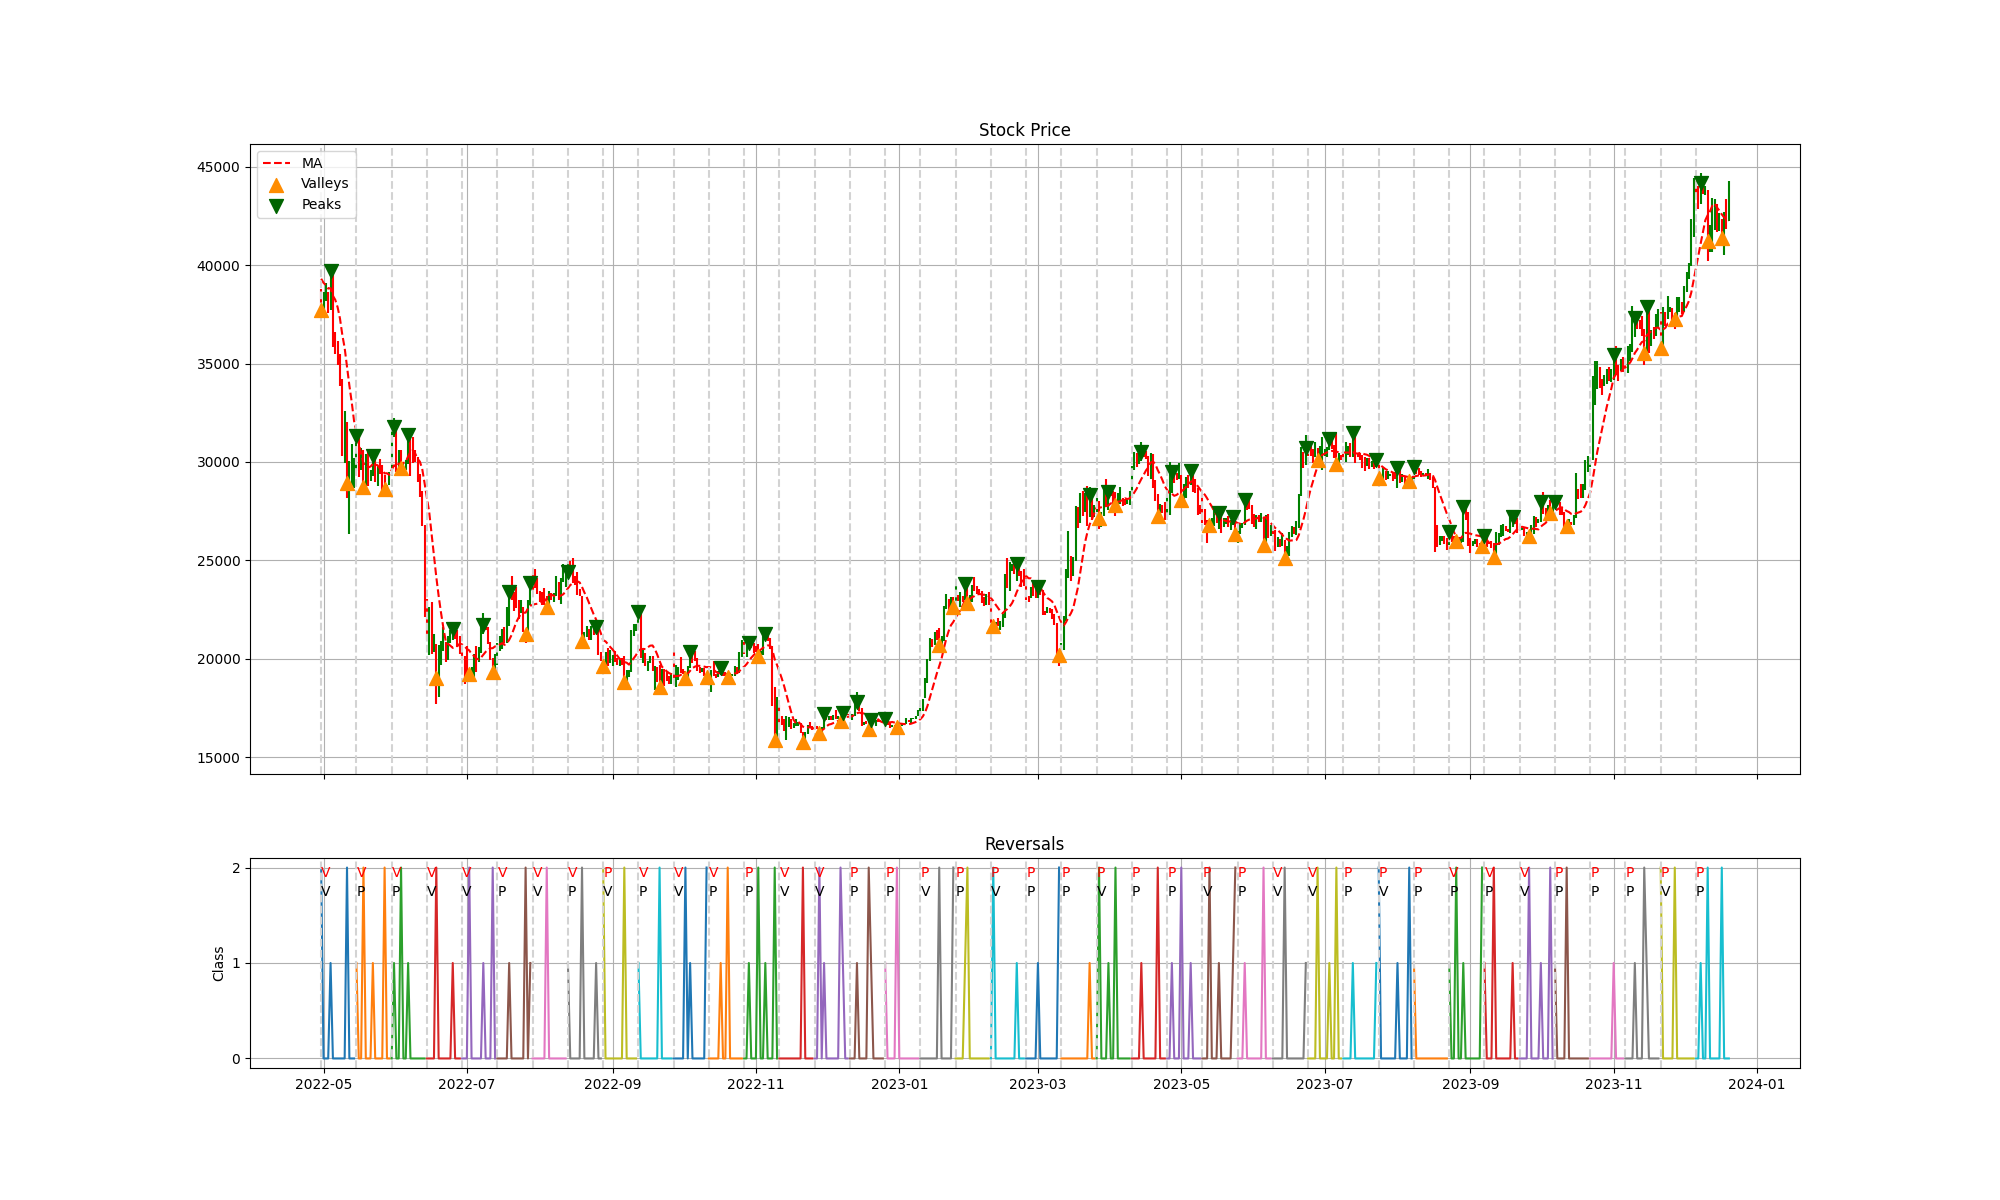 Stock Price
MA
Valleys
Peaks
45000
40000
35000
30000
25000
20000
15000
Reversals
2
1
0
Class
V V V V V V V V P V V V P V V P P P P P P P P P P P P V V P P P V V V P P P P P
V P P V V P V P V P V P P V V P P V P V P P V P P V P V V P V P P P V P P P V P
2022-05 2022-07 2022-09 2022-11 2023-01 2023-03 2023-05 2023-07 2023-09 2023-11 2024-01